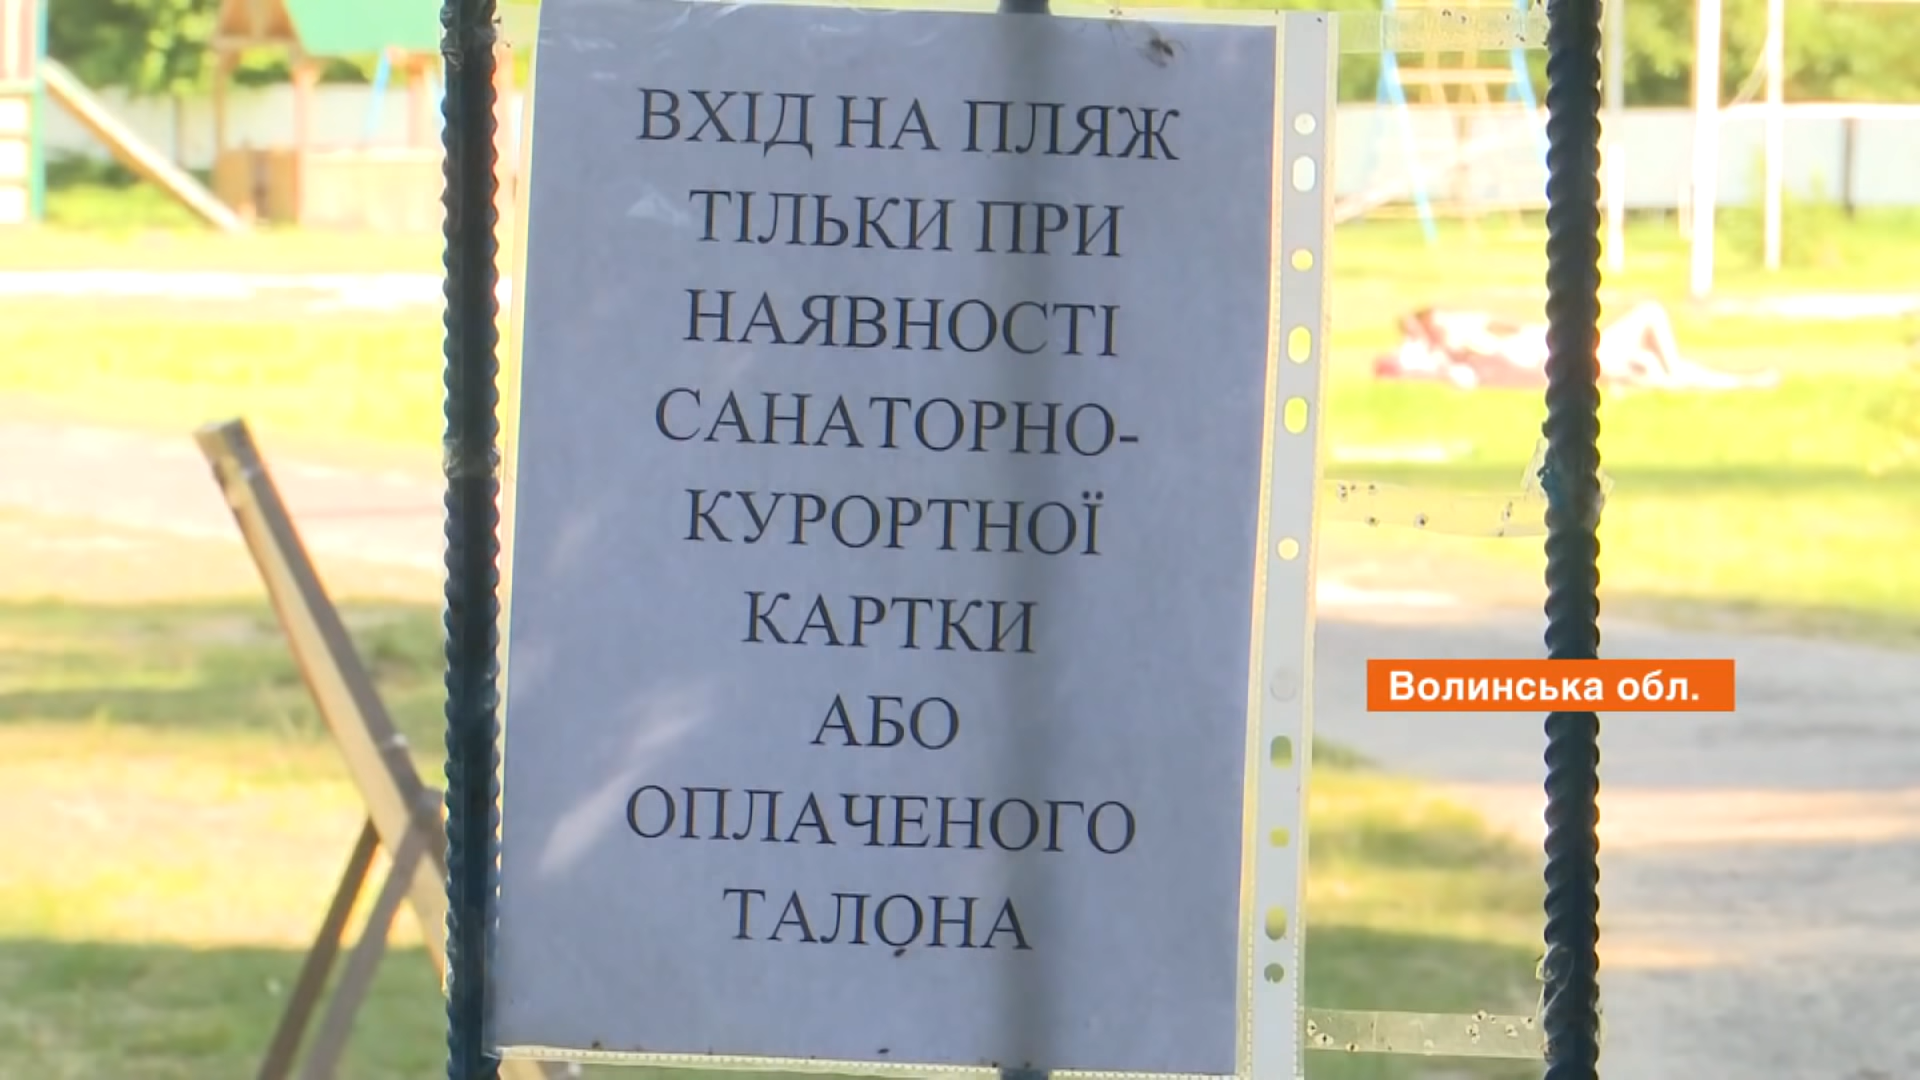 ВХІД НА ПЛЯЖ
ТІЛЬКИ ПРИ
НАЯВНОСТІ
САНАТОРНО-
КУРОРТНОЇ
КАРТКИ
АБО
ОПЛАЧЕНОГО
ТАЛОНА
Волинська обл.